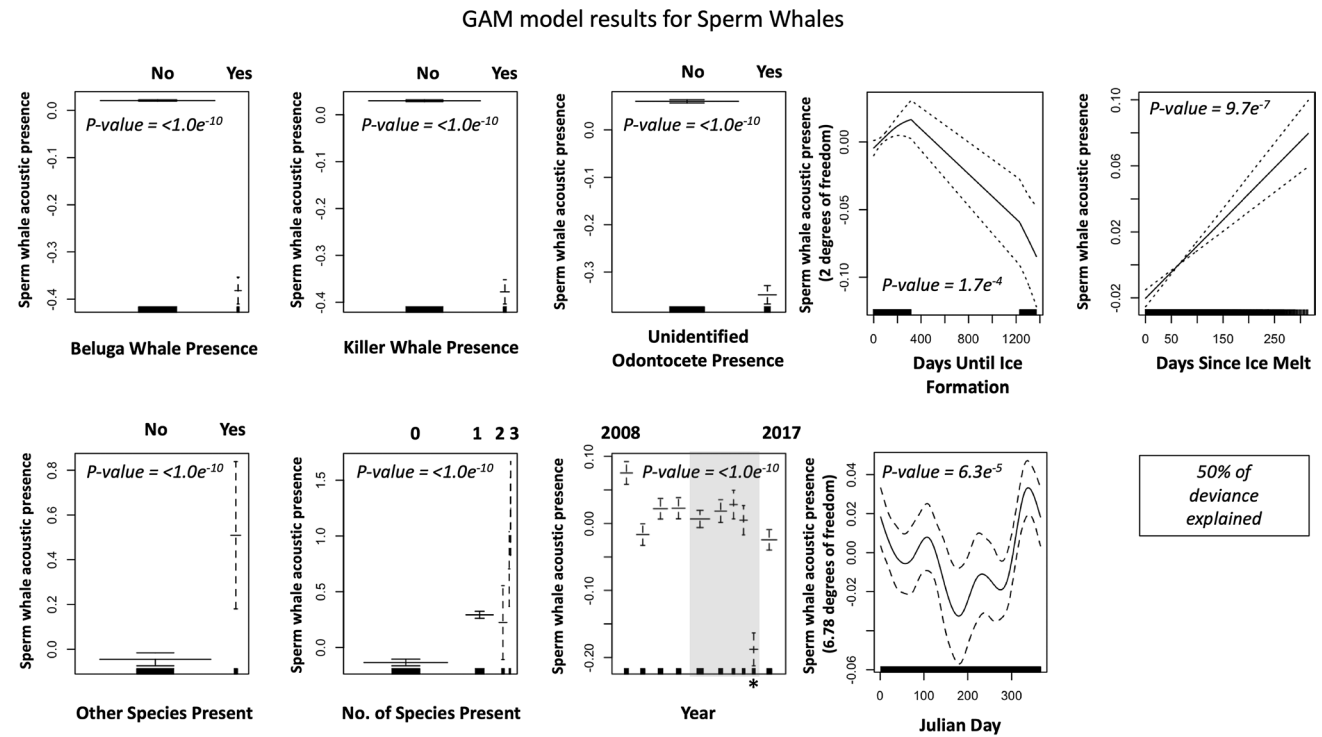 GAM model results for Sperm Whales
No Yes
Sperm whale acoustic presence
0.0
-0.1
-0.2
-0.3
-0.4
P-value = <1.0e-10
Beluga Whale Presence
No Yes
Sperm whale acoustic presence
0.0
-0.1
-0.2
-0.3
-0.4
P-value = <1.0e-10
Killer Whale Presence
No Yes
Sperm whale acoustic presence
0.0
-0.1
-0.2
-0.3
P-value = <1.0e-10
Unidentified
Odontocete Presence
Sperm whale acoustic presence
(2 degrees of freedom)
0.00
-0.05
-0.10
P-value = 1.7e-4
0 400 800 1200
Days Until Ice
Formation
Sperm whale acoustic presence
0.10
0.06
0.02
-0.02
P-value = 9.7e-7
0 50 150 250
Days Since Ice Melt
No Yes
Sperm whale acoustic presence
0.8
0.6
0.4
0.2
0.0
P-value = <1.0e-10
Other Species Present
0 1 2 3
Sperm whale acoustic presence
1.5
1.0
0.5
0.0
P-value = <1.0e-10
No. of Species Present
2008 2017
Sperm whale acoustic presence
0.10
0.00
-0.10
-0.20
P-value = <1.0e-10
*
Year
Sperm whale acoustic presence
(6.78 degrees of freedom)
0.04
0.02
0.00
-0.02
-0.06
P-value = 6.3e-5
0 100 200 300
Julian Day
50% of
deviance
explained